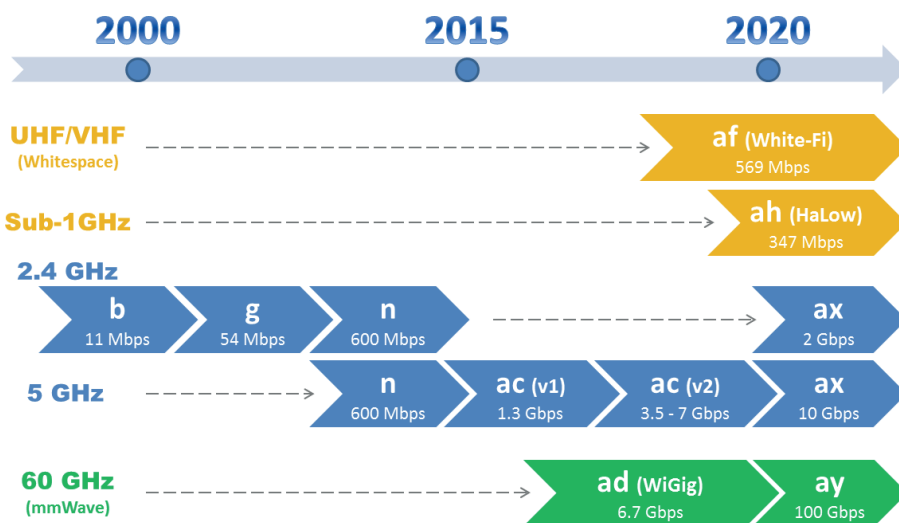 2000 2015 2020
UHF/VHF
(Whitespace)
af (White-Fi)
569 Mbps
Sub-1GHz
ah (HaLow)
347 Mbps
2.4 GHz
b g n ax
11 Mbps 54 Mbps 600 Mbps 2 Gbps
5 GHz
n ac (v1) ac (v2) ax
600 Mbps 1.3 Gbps 3.5 - 7 Gbps 10 Gbps
60 GHz
(mmWave)
ad (WiGig) ay
6.7 Gbps 100 Gbps